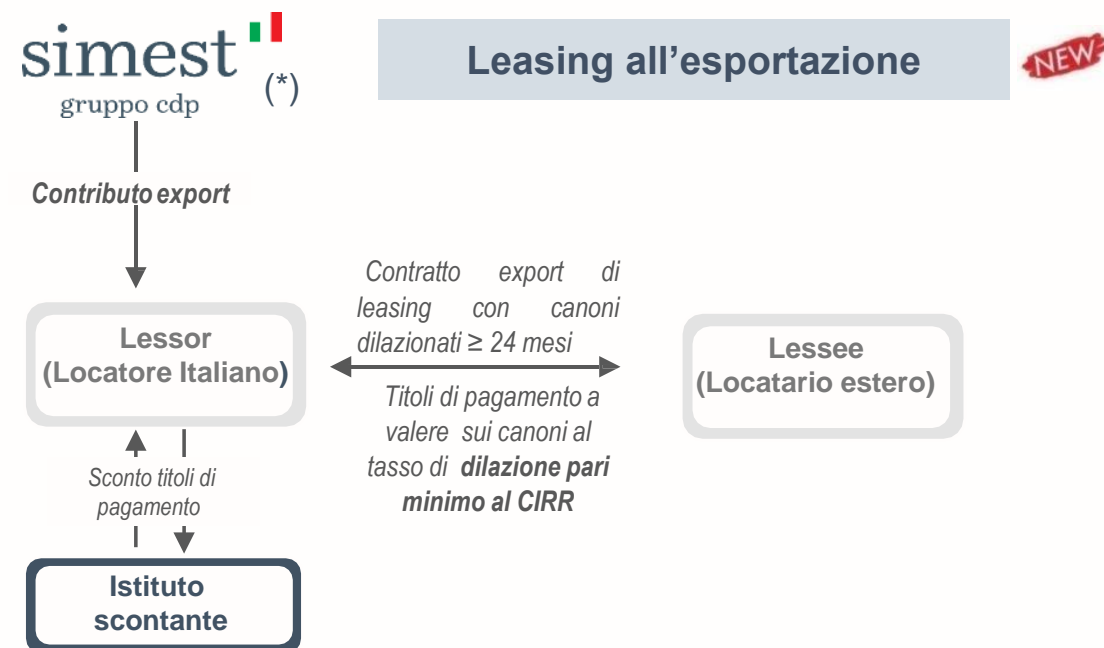 simest
gruppo cdp
(*)
Leasing all’esportazione
NEW
Contributo export
Contratto export di
leasing con canoni
dilazionati ≥ 24 mesi
Lessor
(Locatore Italiano)
Lessee
(Locatario estero)
Titoli di pagamento a
valere sui canoni al
tasso di dilazione pari
minimo al CIRR
Sconto titoli di
pagamento
Istituto
scontante